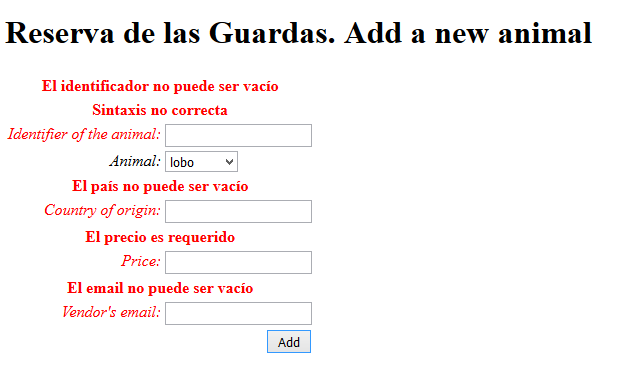 Reserva de las Guardas. Add a new animal
El identificador no puede ser vacío
Sintaxis no correcta
Identifier of the animal:
Animal: lobo
El país no puede ser vacío
Country of origin:
El precio es requerido
Price:
El email no puede ser vacío
Vendor's email:
Add